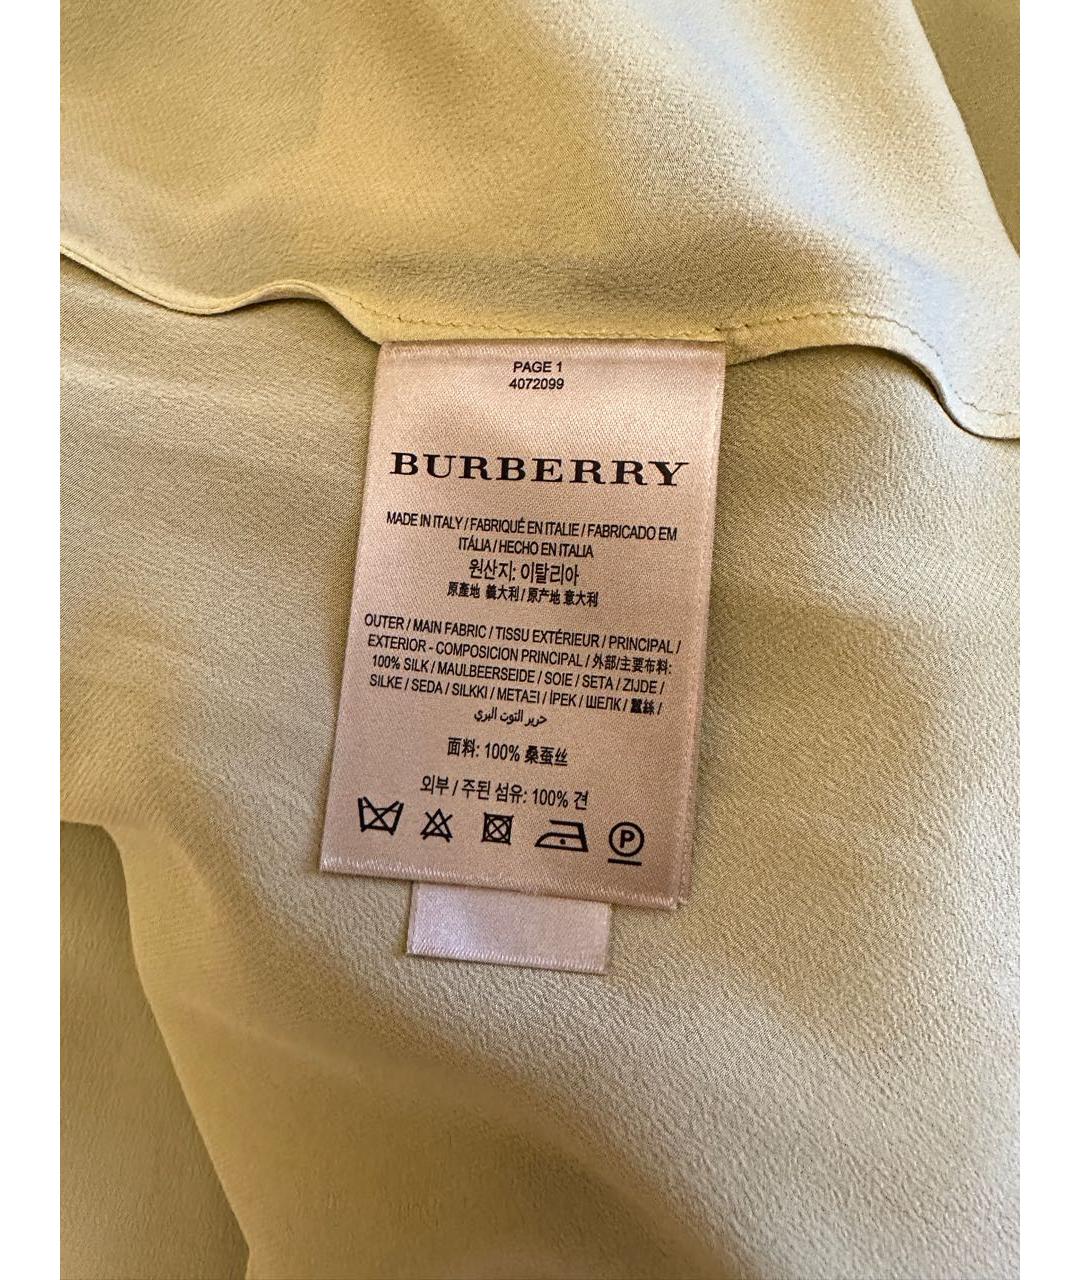 PAGE 1
4072099
BURBERRY
MADE IN ITALY / FABRIQUÉ EN ITALIE / FABRICADO EM
ITÁLIA / HECHO EN ITALIA
원산지: 이탈리아
原產地 義大利 / 原产地 意大利
OUTER / MAIN FABRIC / TISSU EXTÉRIEUR / PRINCIPAL /
EXTERIOR - COMPOSICION PRINCIPAL / 外部/主要布料:
100% SILK / MAULBEERSEIDE / SOIE / SETA / ZIJDE /
SILKE / SEDA / SILKKI / ΜΕΤΑΞΙ / İPEK / ШЕЛК / 蠶絲 /
حرير التوت البري
面料: 100% 桑蚕丝
외부 / 주된 섬유: 100% 견
P